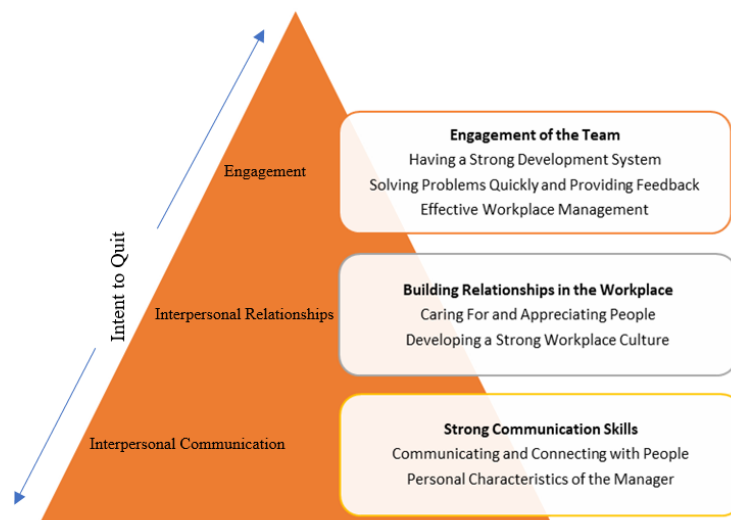 Intent to Quit
Engagement
Engagement of the Team
Having a Strong Development System
Solving Problems Quickly and Providing Feedback
Effective Workplace Management
Interpersonal Relationships
Building Relationships in the Workplace
Caring For and Appreciating People
Developing a Strong Workplace Culture
Interpersonal Communication
Strong Communication Skills
Communicating and Connecting with People
Personal Characteristics of the Manager